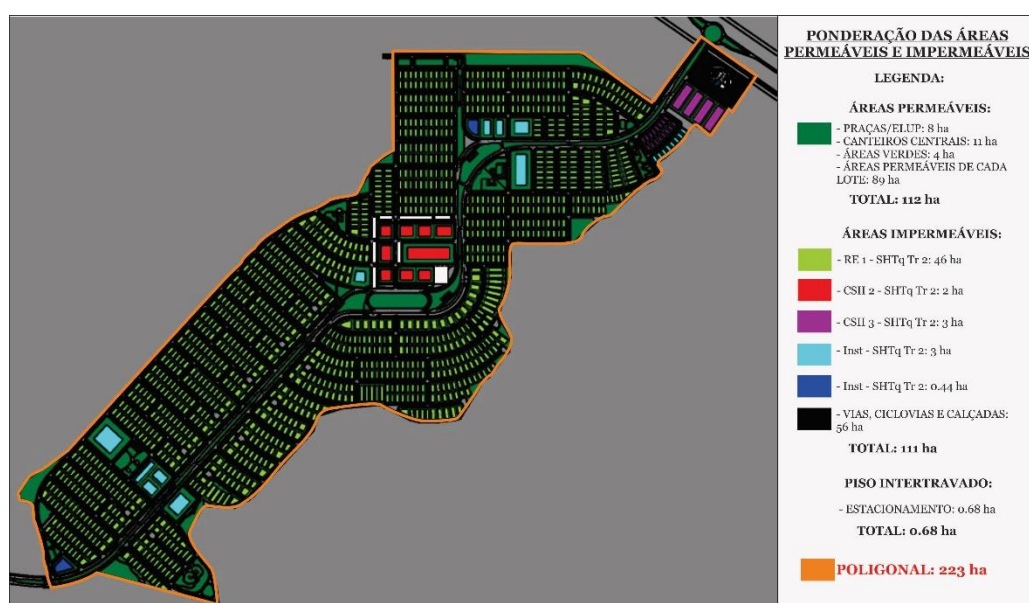 PONDERAÇÃO DAS ÁREAS
PERMEÁVEIS E IMPERMEÁVEIS
LEGENDA:
ÁREAS PERMEÁVEIS:
- PRAÇAS/ELUP: 8 ha
- CANTEIROS CENTRAIS: 11 ha
- ÁREAS VERDES: 4 ha
- ÁREAS PERMEÁVEIS DE CADA
LOTE: 89 ha
TOTAL: 112 ha
ÁREAS IMPERMEÁVEIS:
- RE 1 - SHTq Tr 2: 46 ha
- CSII 2 - SHTq Tr 2: 2 ha
- CSII 3 - SHTq Tr 2: 3 ha
- Inst - SHTq Tr 2: 3 ha
- Inst - SHTq Tr 2: 0.44 ha
- VIAS, CICLOVIAS E CALÇADAS:
56 ha
TOTAL: 111 ha
PISO INTERTRAVADO:
- ESTACIONAMENTO: 0.68 ha
TOTAL: 0.68 ha
POLIGONAL: 223 ha